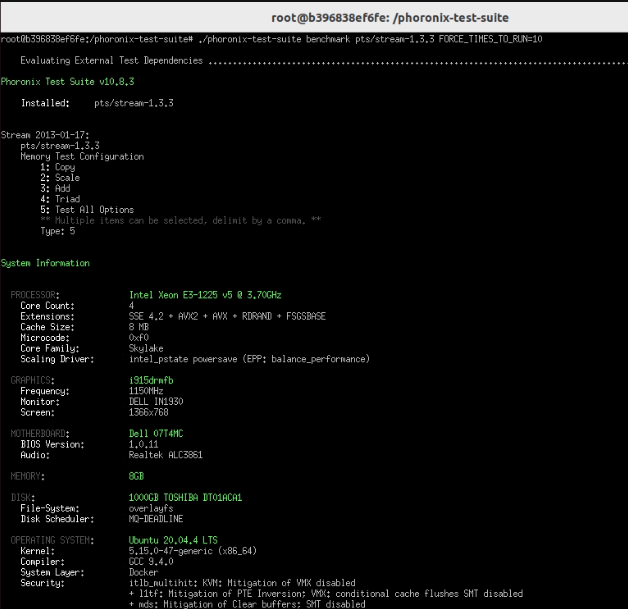 root@b396838ef6fe: /phoronix-test-suite
root@b396838ef6fe:/phoronix-test-suite# ./phoronix-test-suite benchmark pts/stream-1.3.3 FORCE_TIMES_TO_RUN=10
Evaluating External Test Dependencies ......................................................................................
Phoronix Test Suite v10.8.3
Installed: pts/stream-1.3.3
Stream 2013-01-17:
pts/stream-1.3.3
Memory Test Configuration
1: Copy
2: Scale
3: Add
4: Triad
5: Test All Options
** Multiple items can be selected, delimit by a comma. **
Type: 5
System Information
PROCESSOR: Intel Xeon E3-1225 v5 @ 3.70GHz
Core Count: 4
Extensions: SSE 4.2 + AVX2 + AVX + RDRAND + FSGSBASE
Cache Size: 8 MB
Microcode: 0xf0
Core Family: Skylake
Scaling Driver: intel_pstate powersave (EPP: balance_performance)
GRAPHICS: i915drmfb
Frequency: 1150MHz
Monitor: DELL IN1930
Screen: 1366x768
MOTHERBOARD: Dell 07T4MC
BIOS Version: 1.0.11
Audio: Realtek ALC3861
MEMORY: 8GB
DISK: 1000GB TOSHIBA DT01ACA1
File-System: overlayfs
Disk Scheduler: MQ-DEADLINE
OPERATING SYSTEM: Ubuntu 20.04.4 LTS
Kernel: 5.15.0-47-generic (x86_64)
Compiler: GCC 9.4.0
System Layer: Docker
Security: itlb_multihit: KVM: Mitigation of VMX disabled
+ l1tf: Mitigation of PTE Inversion; VMX: conditional cache flushes SMT disabled
+ mds: Mitigation of Clear buffers; SMT disabled